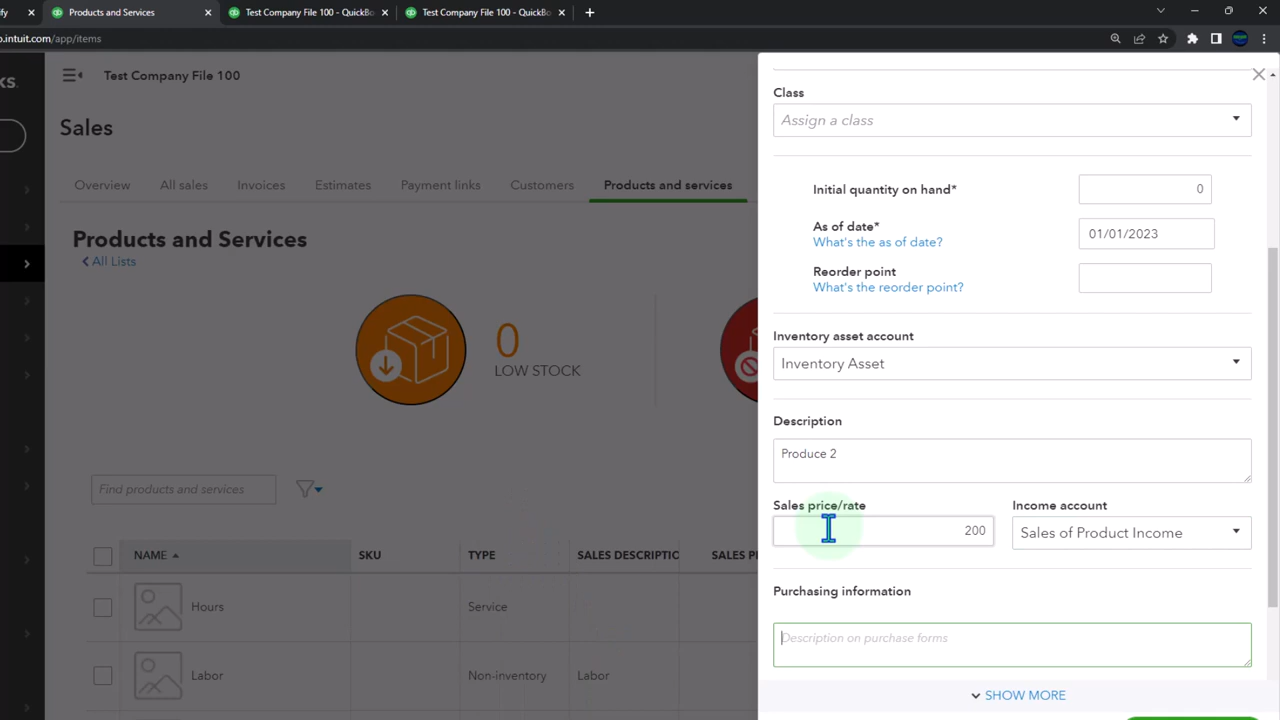 fy
Products and Services
Test Company File 100 - QuickBo
Test Company File 100 - QuickBo
o.intuit.com/app/items
KS.
Test Company File 100
Sales
Overview
All sales
Invoices
Estimates
Payment links
Customers
Products and services
Products and Services
All Lists
0
LOW STOCK
Find products and services
NAME
SKU
TYPE
SALES DESCRIPTIC
SALES P
Hours
Service
Labor
Non-inventory
Labor
Class
Assign a class
Initial quantity on hand*
0
As of date*
What's the as of date?
01/01/2023
Reorder point
What's the reorder point?
Inventory asset account
Inventory Asset
Description
Produce 2
Sales price/rate
Income account
200
Sales of Product Income
Purchasing information
Description on purchase forms
SHOW MORE